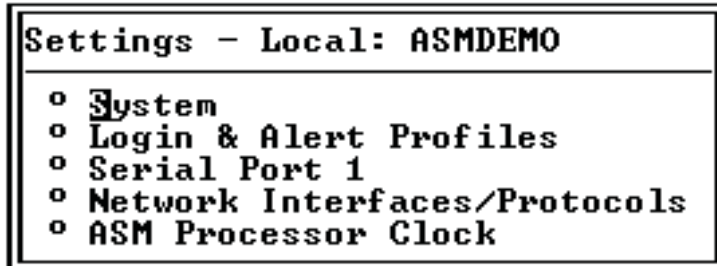 Settings - Local: ASMDEMO
° System
° Login & Alert Profiles
° Serial Port 1
° Network Interfaces/Protocols
° ASM Processor Clock